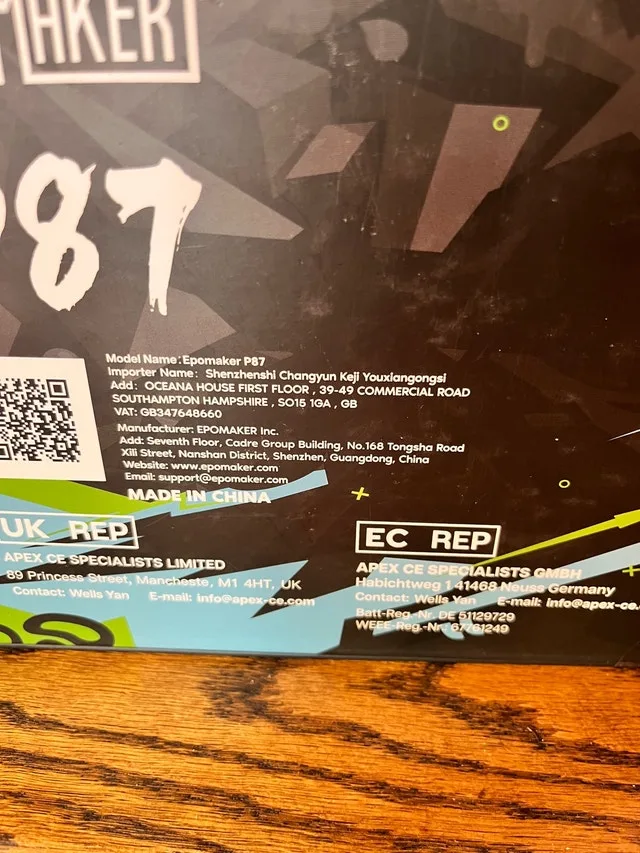 MAKER
87
Model Name:Epomaker P87
Importer Name: Shenzhenshi Changyun Keji Youxiangongsi
Add: OCEANA HOUSE FIRST FLOOR , 39-49 COMMERCIAL ROAD
SOUTHAMPTON HAMPSHIRE , SO15 1GA , GB
VAT: GB347648660
Manufacturer: EPOMAKER Inc.
Add: Seventh Floor, Cadre Group Building, No.168 Tongsha Road
Xili Street, Nanshan District, Shenzhen, Guangdong, China
Website: www.epomaker.com
Email: support@epomaker.com
MADE IN CHINA
UK REP
APEX CE SPECIALISTS LIMITED
89 Princess Street, Mancheste, M1 4HT, UK
Contact: Wells Yan E-mail: info@apex-ce.com
EC REP
APEX CE SPECIALISTS GMBH
Habichtweg 1 41468 Neuss Germany
Contact: Wells Yan E-mail: info@apex-ce.
Batt-Reg.-Nr. DE 51129729
WEEE-Reg.-Nr.: 67761249